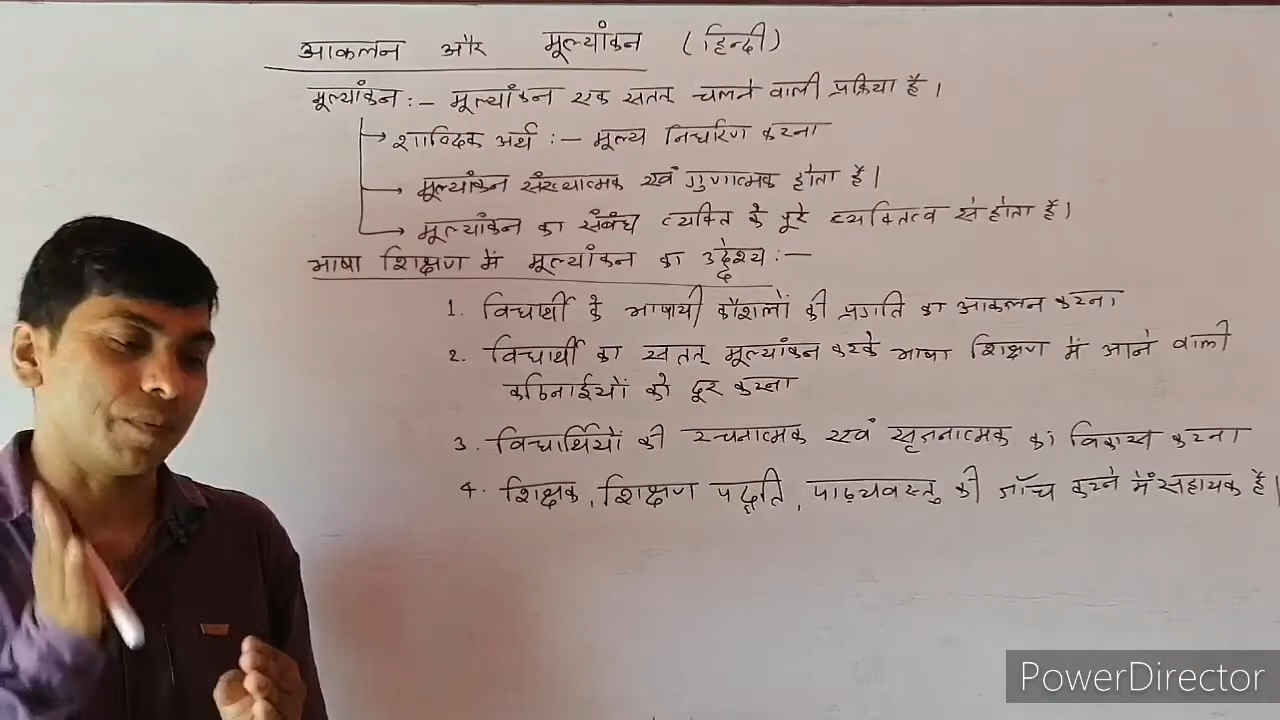 आकलन और मूल्यांकन (हिन्दी)
मूल्यांकन :- मूल्यांकन एक सतत् चलने वाली प्रक्रिया है।
शाब्दिक अर्थ :- मूल्य निर्धारण करना
मूल्यांकन संख्यात्मक एवं गुणात्मक होता है।
मूल्यांकन का संबंध व्यक्ति के पूरे व्यक्तित्व से होता है।
भाषा शिक्षण में मूल्यांकन का उद्देश्य :-
1. विद्यार्थी के भाषायी कौशलों की प्रगति का आकलन करना
2. विद्यार्थी का सतत् मूल्यांकन करके भाषा शिक्षण में आने वाली
कठिनाईयों को दूर करना
3. विद्यार्थियों की रचनात्मक एवं सृजनात्मक का विकास करना
4. शिक्षक, शिक्षण पद्धति, पाठ्यवस्तु की जाँच करने में सहायक है।
PowerDirector